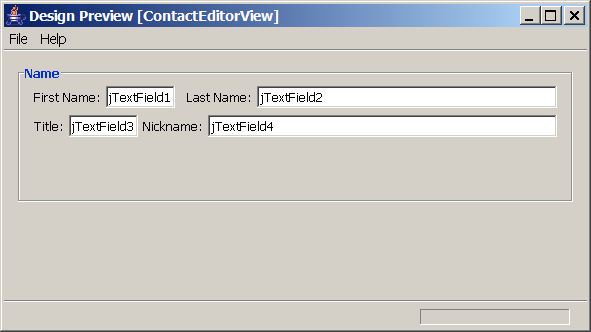 Design Preview [ContactEditorView]
File Help
Name
First Name: jTextField1 Last Name: jTextField2
Title: jTextField3 Nickname: jTextField4